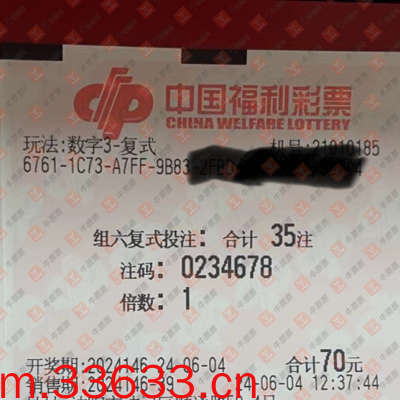 中国福利彩票
CHINA WELFARE LOTTERY
玩法:数字3-复式 机号:21010185
6761-1C73-A7FF-9B83-2FB
组六复式投注: 合计 35注
注码: 0234678
倍数: 1
开奖期:2024146 24-06-04 合计70元
24-06-04 12:37:44
m.33633.cn